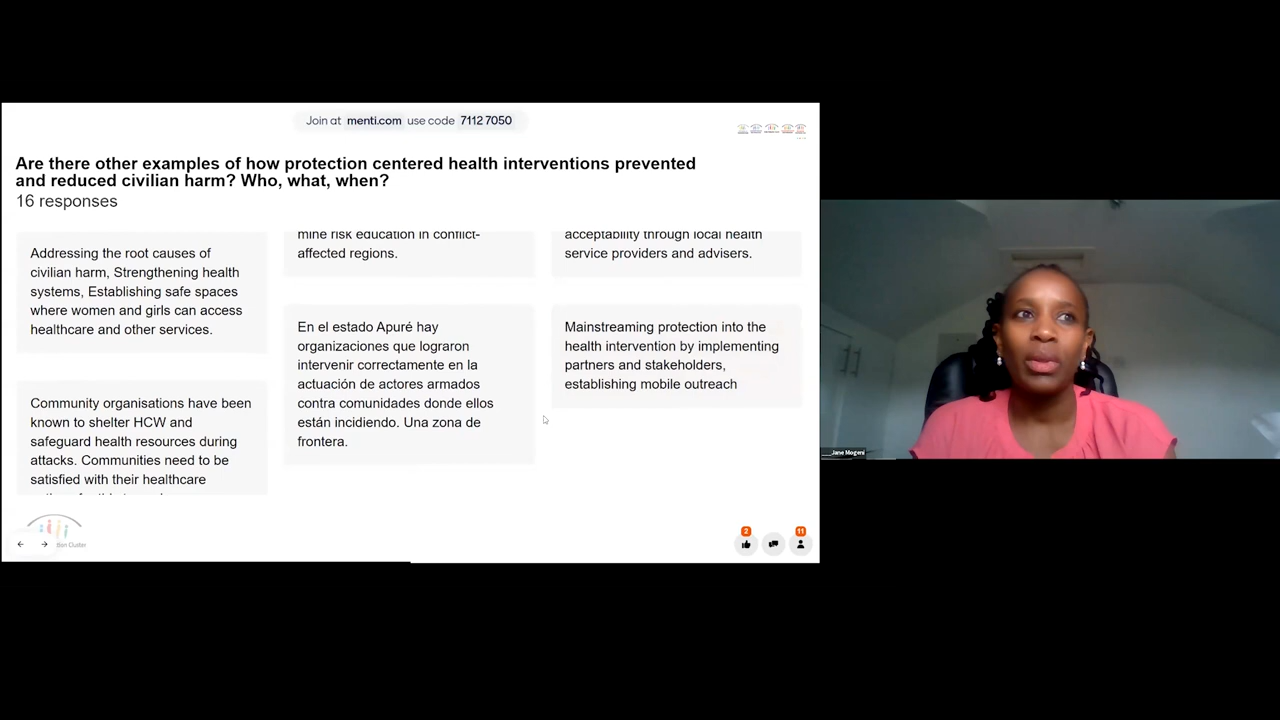 Join at menti.com use code 7112 7050
Are there other examples of how protection centered health interventions prevented
and reduced civilian harm? Who, what, when?
16 responses
Addressing the root causes of
civilian harm, Strengthening health
systems, Establishing safe spaces
where women and girls can access
healthcare and other services.
Community organisations have been
known to shelter HCW and
safeguard health resources during
attacks. Communities need to be
satisfied with their healthcare
mine risk education in conflict-
affected regions.
En el estado Apuré hay
organizaciones que lograron
intervenir correctamente en la
actuación de actores armados
contra comunidades donde ellos
están incidiendo. Una zona de
frontera.
acceptability through local health
service providers and advisers.
Mainstreaming protection into the
health intervention by implementing
partners and stakeholders,
establishing mobile outreach
Cluster
2
11
Jane Mogeni